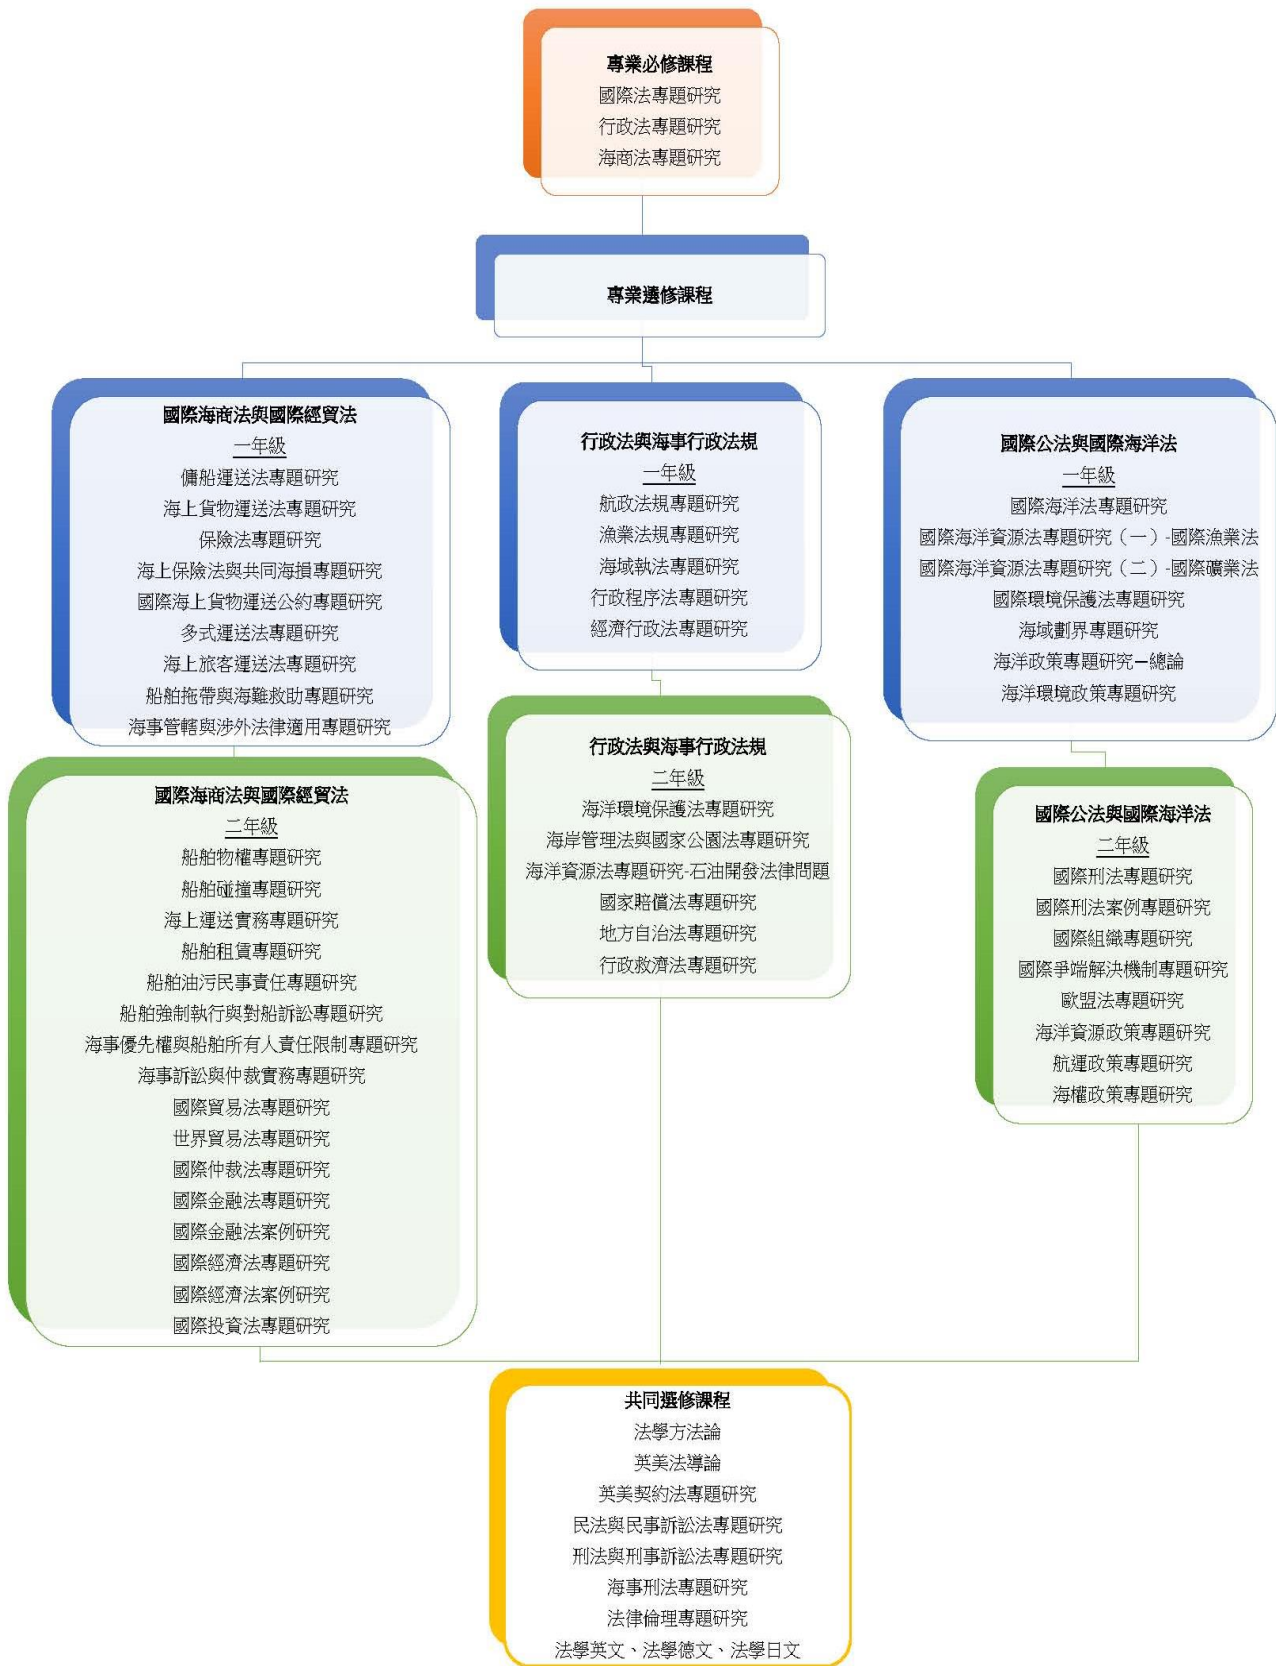 專業必修課程
國際法專題研究
行政法專題研究
海商法專題研究
專業選修課程
國際海商法與國際經貿法
一年級
傭船運送法專題研究
海上貨物運送法專題研究
保險法專題研究
海上保險法與共同海損專題研究
國際海上貨物運送公約專題研究
多式運送法專題研究
海上旅客運送法專題研究
船舶拖帶與海難救助專題研究
海事管轄與涉外法律適用專題研究
行政法與海事行政法規
一年級
航政法規專題研究
漁業法規專題研究
海域執法專題研究
行政程序法專題研究
經濟行政法專題研究
國際公法與國際海洋法
一年級
國際海洋法專題研究
國際海洋資源法專題研究（一）-國際漁業法
國際海洋資源法專題研究（二）-國際礦業法
國際環境保護法專題研究
海域劃界專題研究
海洋政策專題研究－總論
海洋環境政策專題研究
國際海商法與國際經貿法
二年級
船舶物權專題研究
船舶碰撞專題研究
海上運送實務專題研究
船舶租賃專題研究
船舶油污民事責任專題研究
船舶強制執行與對船訴訟專題研究
海事優先權與船舶所有人責任限制專題研究
海事訴訟與仲裁實務專題研究
國際貿易法專題研究
世界貿易法專題研究
國際仲裁法專題研究
國際金融法專題研究
國際金融法案例研究
國際經濟法專題研究
國際經濟法案例研究
國際投資法專題研究
行政法與海事行政法規
二年級
海洋環境保護法專題研究
海岸管理法與國家公園法專題研究
海洋資源法專題研究-石油開發法律問題
國家賠償法專題研究
地方自治法專題研究
行政救濟法專題研究
國際公法與國際海洋法
二年級
國際刑法專題研究
國際刑法案例專題研究
國際組織專題研究
國際爭端解決機制專題研究
歐盟法專題研究
海洋資源政策專題研究
航運政策專題研究
海權政策專題研究
共同選修課程
法學方法論
英美法導論
英美契約法專題研究
民法與民事訴訟法專題研究
刑法與刑事訴訟法專題研究
海事刑法專題研究
法律倫理專題研究
法學英文、法學德文、法學日文